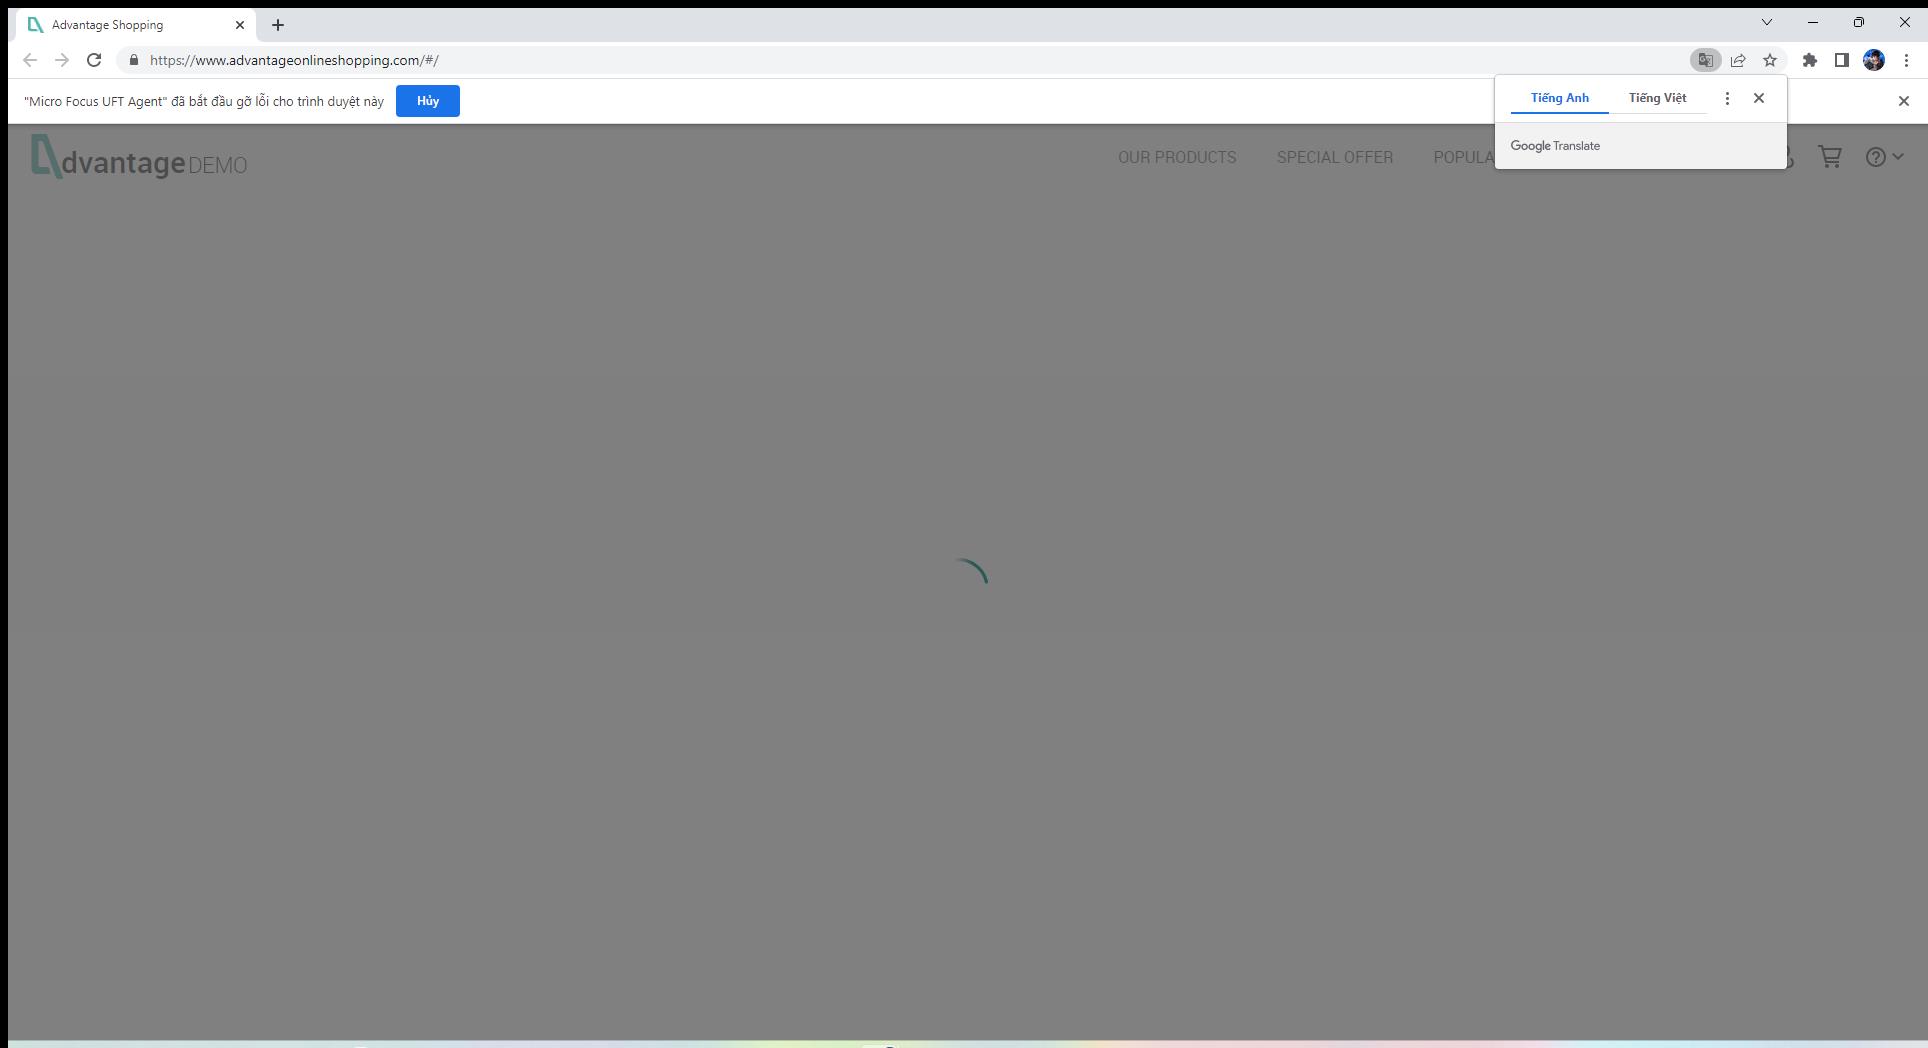 Advantage Shopping
https://www.advantageonlineshopping.com/#/
"Micro Focus UFT Agent" đã bắt đầu gỡ lỗi cho trình duyệt này
Hủy
Tiếng Anh
Tiếng Việt
Google Translate
dvantage DEMO
OUR PRODUCTS
SPECIAL OFFER
POPULA